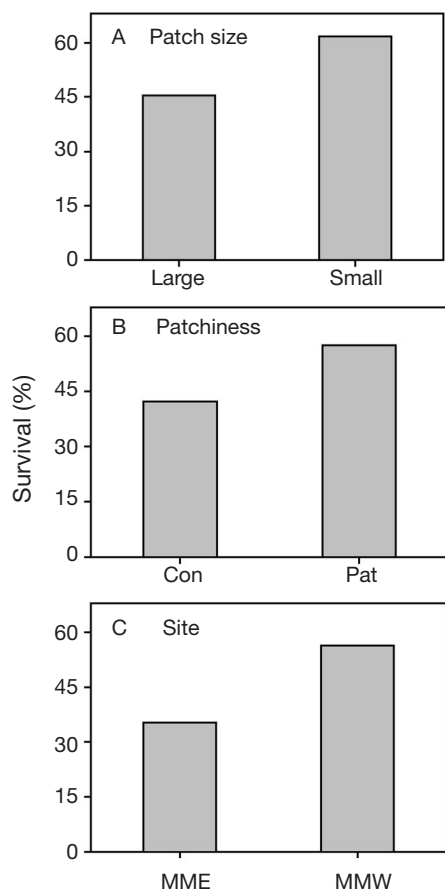 A Patch size
60
45
30
15
0
Large Small
B Patchiness
60
45
30
15
0
Con Pat
Survival (%)
C Site
60
45
30
15
0
MME MMW